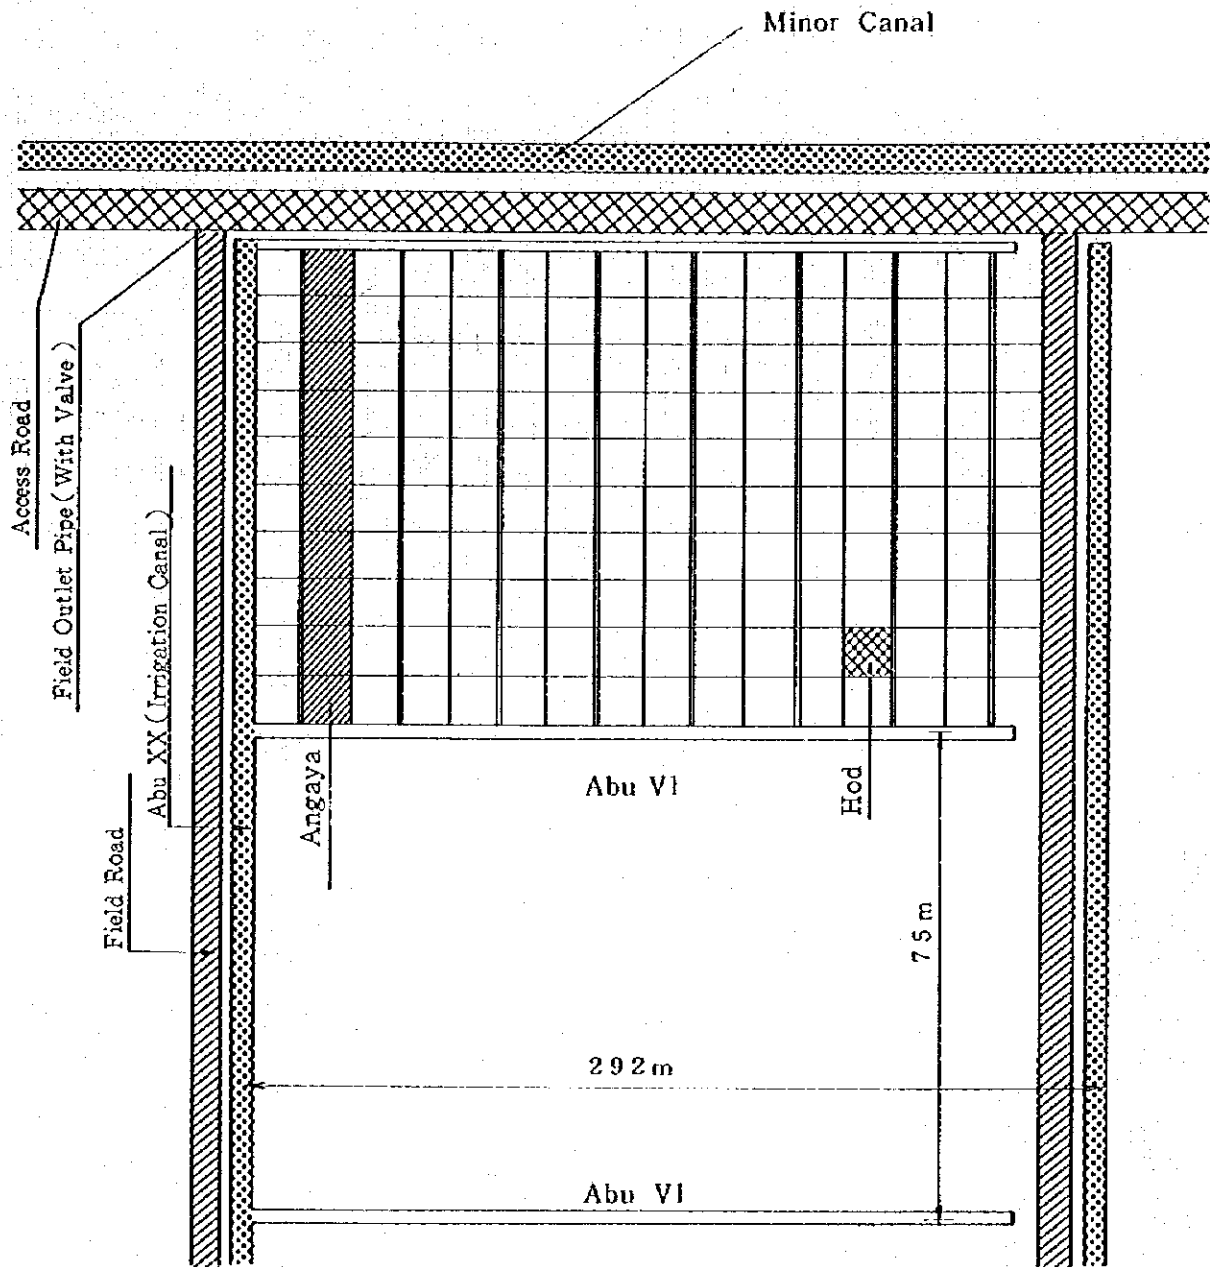 Minor Canal
Access Road
Field Outlet Pipe (With Valve)
Abu XX (Irrigation Canal)
Field Road
Angaya
Abu VI
Hod
75m
292m
Abu VI